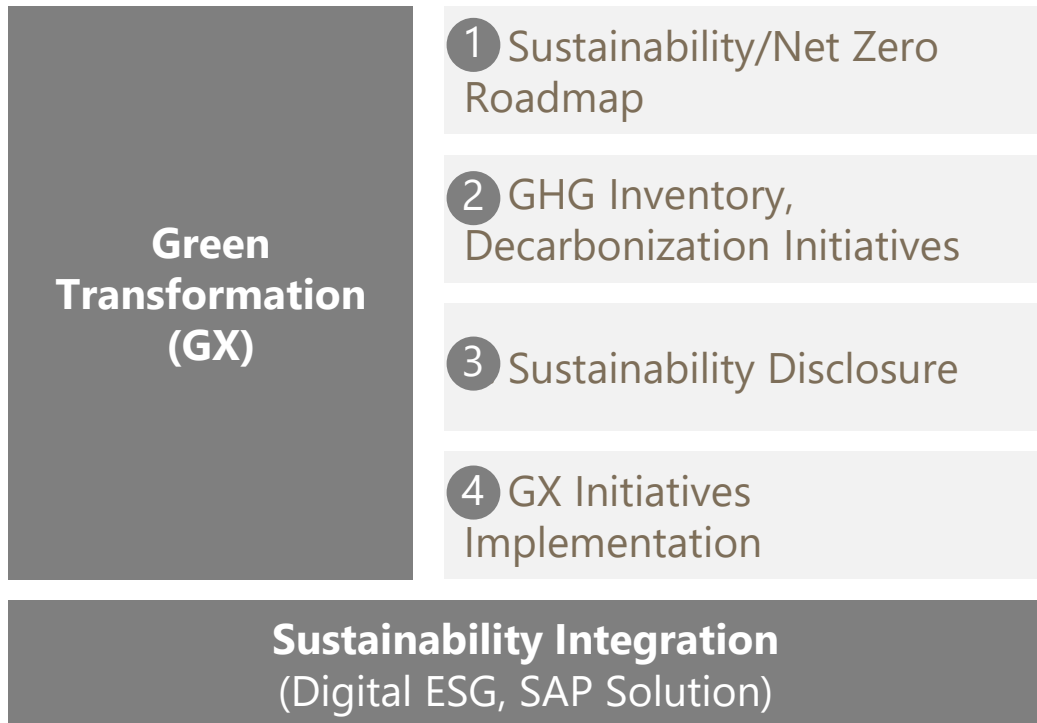 Green
Transformation
(GX)
1 Sustainability/Net Zero
Roadmap
2 GHG Inventory,
Decarbonization Initiatives
3 Sustainability Disclosure
4 GX Initiatives
Implementation
Sustainability Integration
(Digital ESG, SAP Solution)